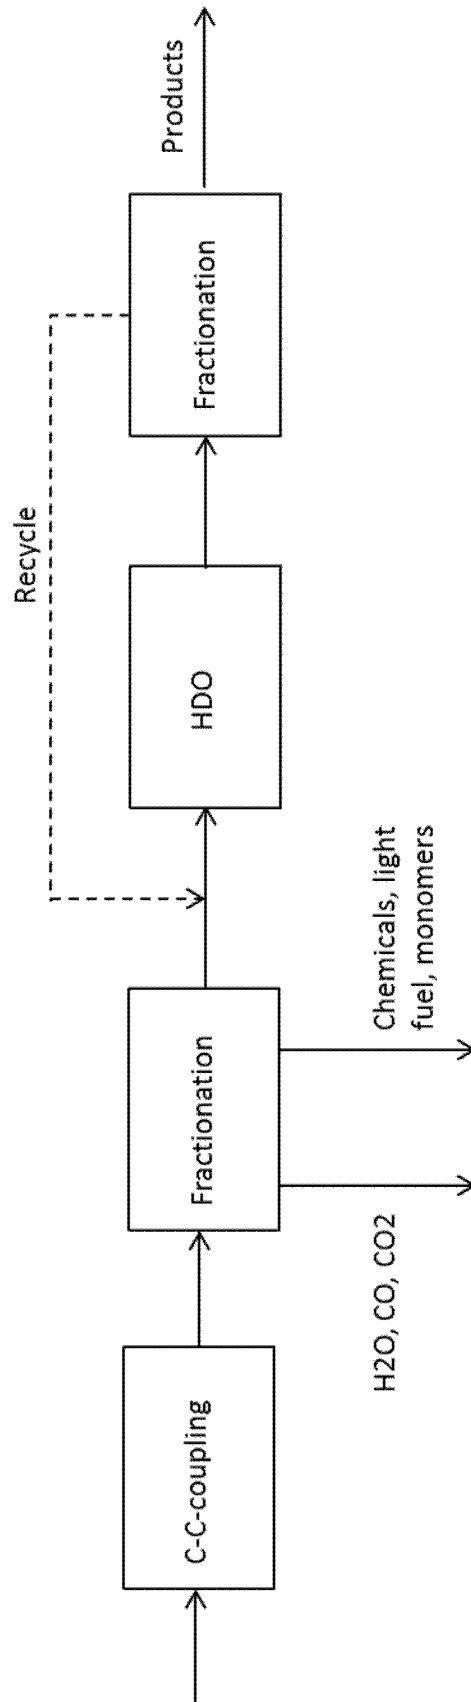 C-C-coupling
Fractionation
H2O, CO, CO2
Chemicals, light
fuel, monomers
HDO
Recycle
Fractionation
Products